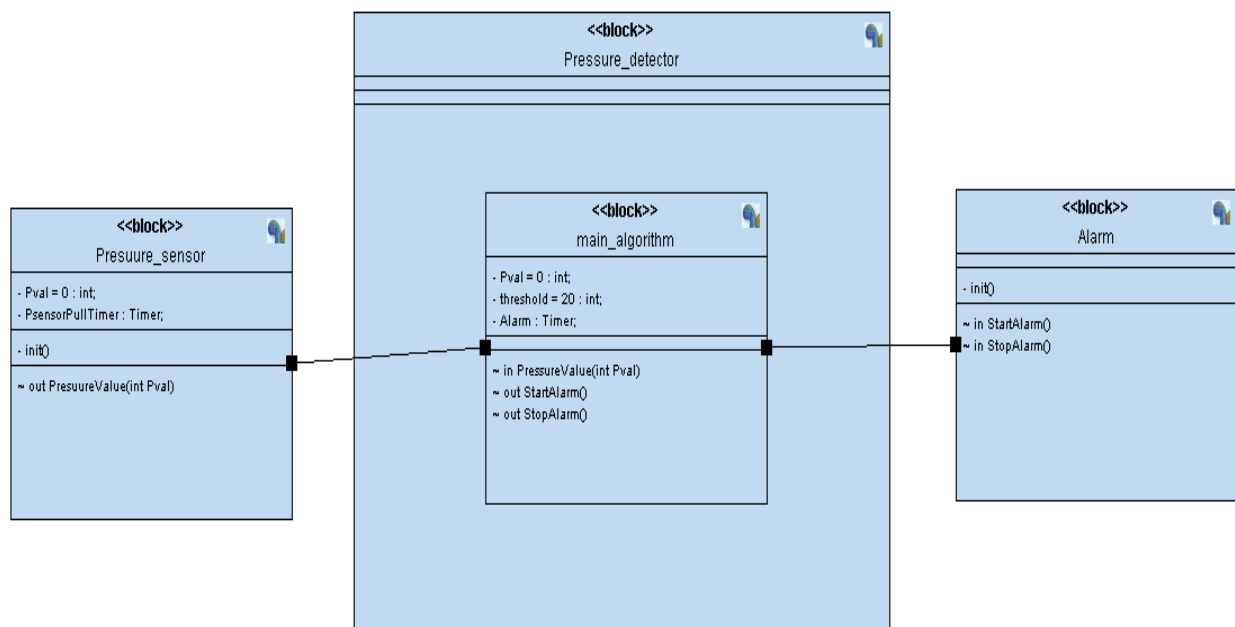 <<block>>
Pressure_detector
<<block>>
Presuure_sensor
- Pval = 0 : int;
- PsensorPullTimer : Timer;
- init()
~ out PresuureValue(int Pval)
<<block>>
main_algorithm
- Pval = 0 : int;
- threshold = 20 : int;
- Alarm : Timer;
~ in PressureValue(int Pval)
~ out StartAlarm()
~ out StopAlarm()
<<block>>
Alarm
- init()
~ in StartAlarm()
~ in StopAlarm()